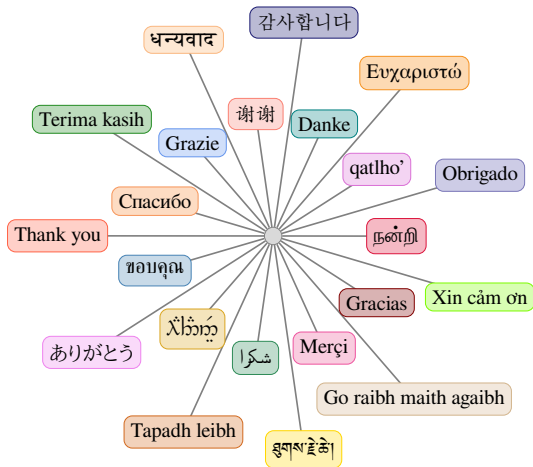 감사합니다
धन्यवाद
Ευχαριστώ
谢谢
Terima kasih
Danke
Grazie
qatlho’
Obrigado
Спасибо
Thank you
நன்றி
ขอบคุณ
Xin cảm ơn
Gracias
ありがとう
Merçi
شكرًا
Go raibh maith agaibh
Tapadh leibh
ཐུགས་རྗེ་ཆེ།